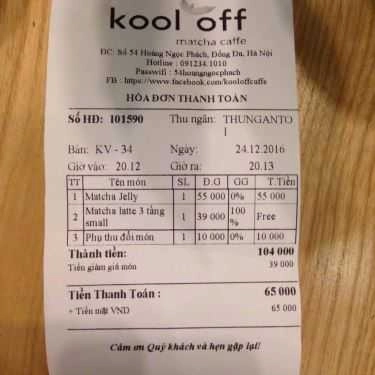 kool off
matcha caffe
ĐC: Số 54 Hoàng Ngọc Phách, Đống Đa, Hà Nội
Hotline : 091234.1010
Passwifi : 54hoangngocphach
FB : https://www.facebook.com/kooloffcaffe
HÓA ĐƠN THANH TOÁN
Số HĐ: 101590 Thu ngân: THUNGANTO
1
Bàn: KV - 34 Ngày: 24.12.2016
Giờ vào: 20.12 Giờ ra: 20.13
TT Tên món SL Đ.G GG T.Tiền
1 Matcha Jelly 1 55 000 0% 55 000
2 Matcha latte 3 tầng small 1 39 000 100 % Free
3 Phụ thu đổi món 1 10 000 0% 10 000
Thành tiền: 104 000
Tiền giảm giá món 39 000
Tiền Thanh Toán : 65 000
+ Tiền mặt VND 65 000
Cảm ơn Quý khách và hẹn gặp lại!